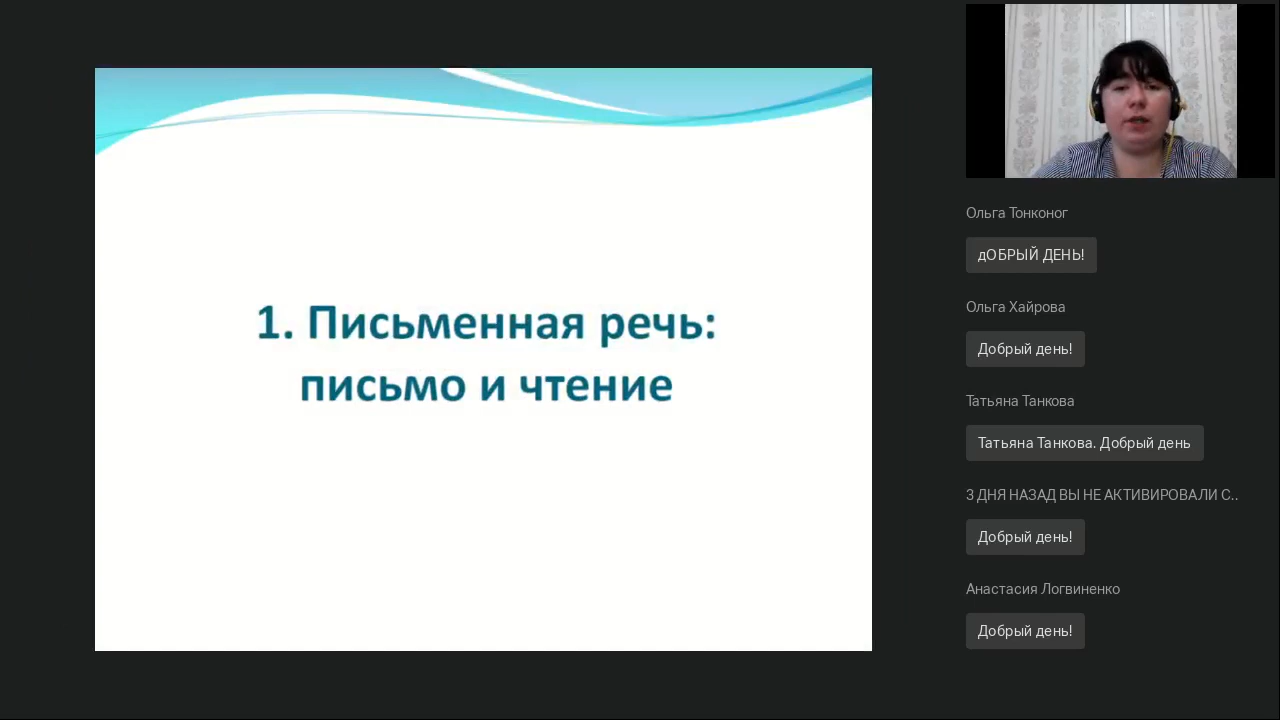 1. Письменная речь:
письмо и чтение
Ольга Тонконог
дОБРЫЙ ДЕНЬ!
Ольга Хайрова
Добрый день!
Татьяна Танкова
Татьяна Танкова. Добрый день
3 ДНЯ НАЗАД ВЫ НЕ АКТИВИРОВАЛИ С..
Добрый день!
Анастасия Логвиненко
Добрый день!